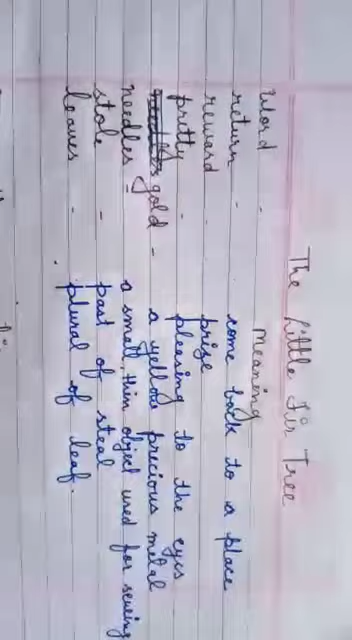 The Little Fir Tree
Word - Meaning
return - come back to a place
reward - prize
pretty - pleasing to the eyes
gold - a yellow precious metal
needles - a small, thin object used for sewing
stole - past of steal
leaves - plural of leaf.